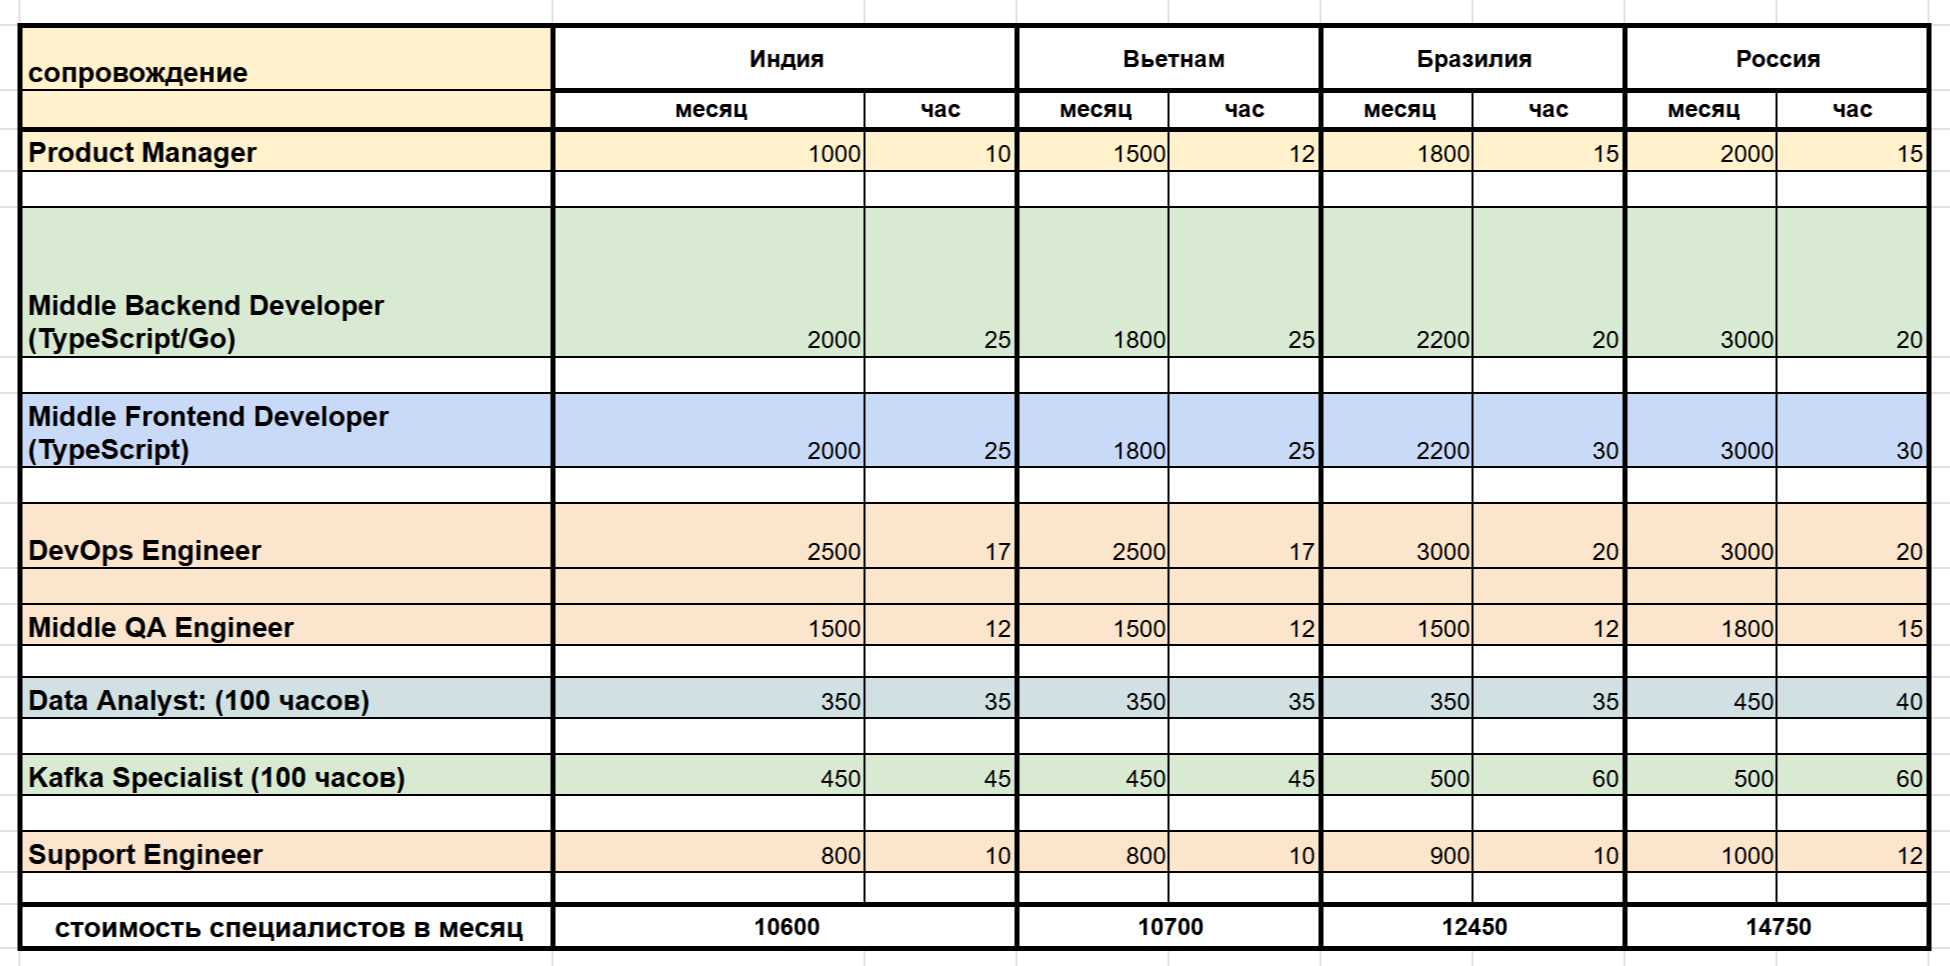 сопровождение Индия Вьетнам Бразилия Россия
месяц час месяц час месяц час месяц час
Product Manager 1000 10 1500 12 1800 15 2000 15
Middle Backend Developer
(TypeScript/Go) 2000 25 1800 25 2200 20 3000 20
Middle Frontend Developer
(TypeScript) 2000 25 1800 25 2200 30 3000 30
DevOps Engineer 2500 17 2500 17 3000 20 3000 20
Middle QA Engineer 1500 12 1500 12 1500 12 1800 15
Data Analyst: (100 часов) 350 35 350 35 350 35 450 40
Kafka Specialist (100 часов) 450 45 450 45 500 60 500 60
Support Engineer 800 10 800 10 900 10 1000 12
стоимость специалистов в месяц 10600 10700 12450 14750